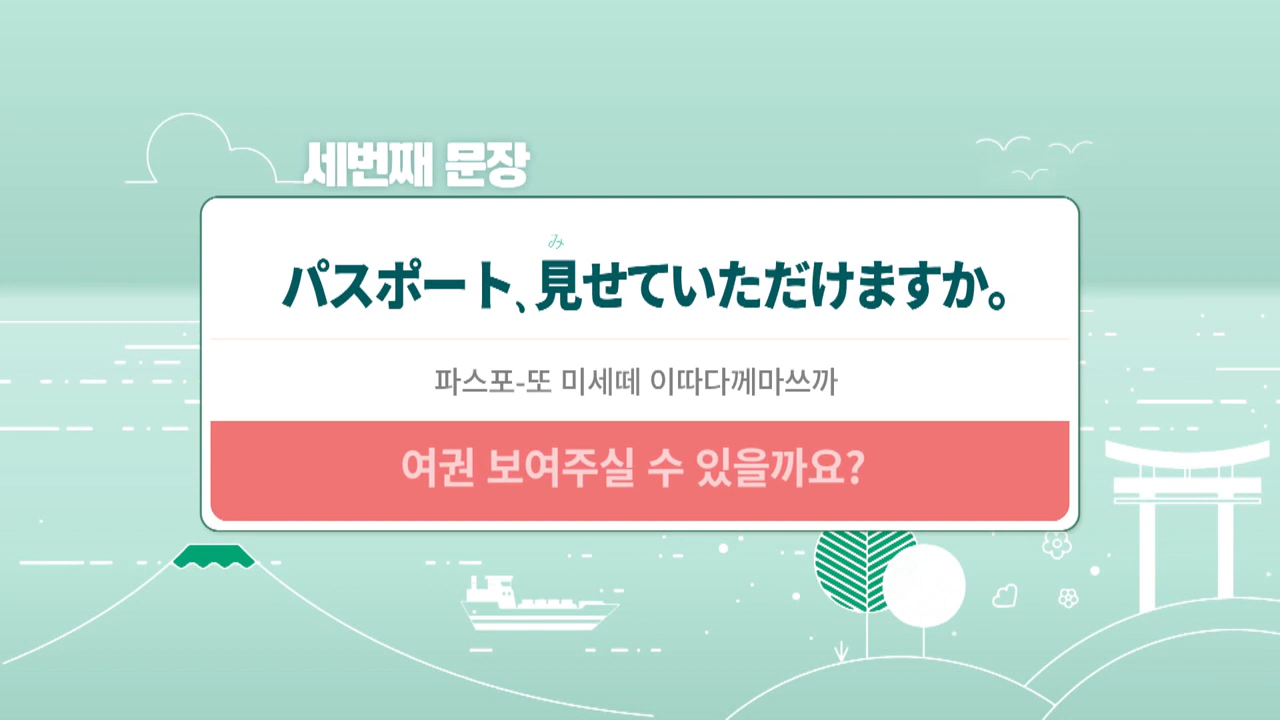 세번째 문장
み
パスポート、見せていただけますか。
파스포-또 미세떼 이따다께마쓰까
여권 보여주실 수 있을까요?